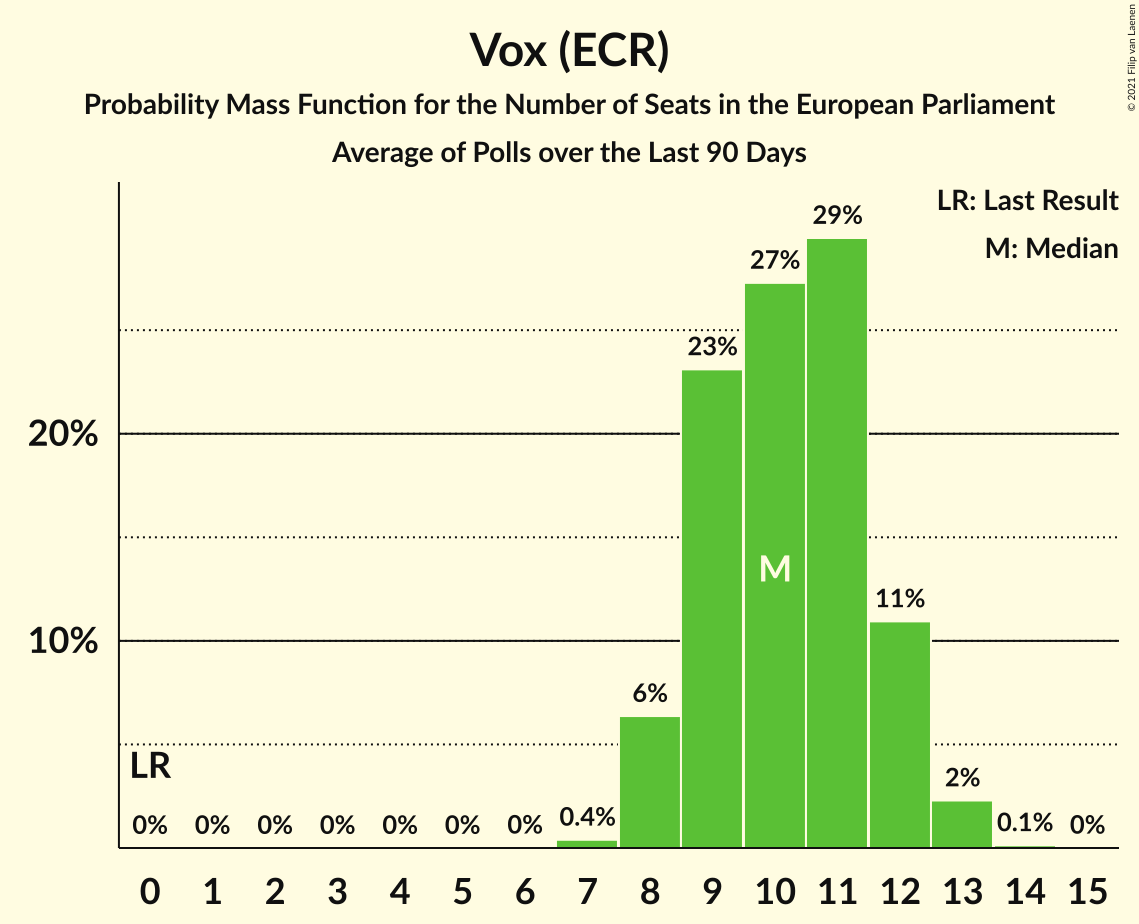 Vox (ECR)
Probability Mass Function for the Number of Seats in the European Parliament
Average of Polls over the Last 90 Days
© 2021 Filip van Laenen
LR: Last Result
M: Median
29%
27%
23%
20%
M
11%
10%
6%
LR
2%
0% 0% 0% 0% 0% 0% 0% 0.4% 0.1% 0%
0 1 2 3 4 5 6 7 8 9 10 11 12 13 14 15